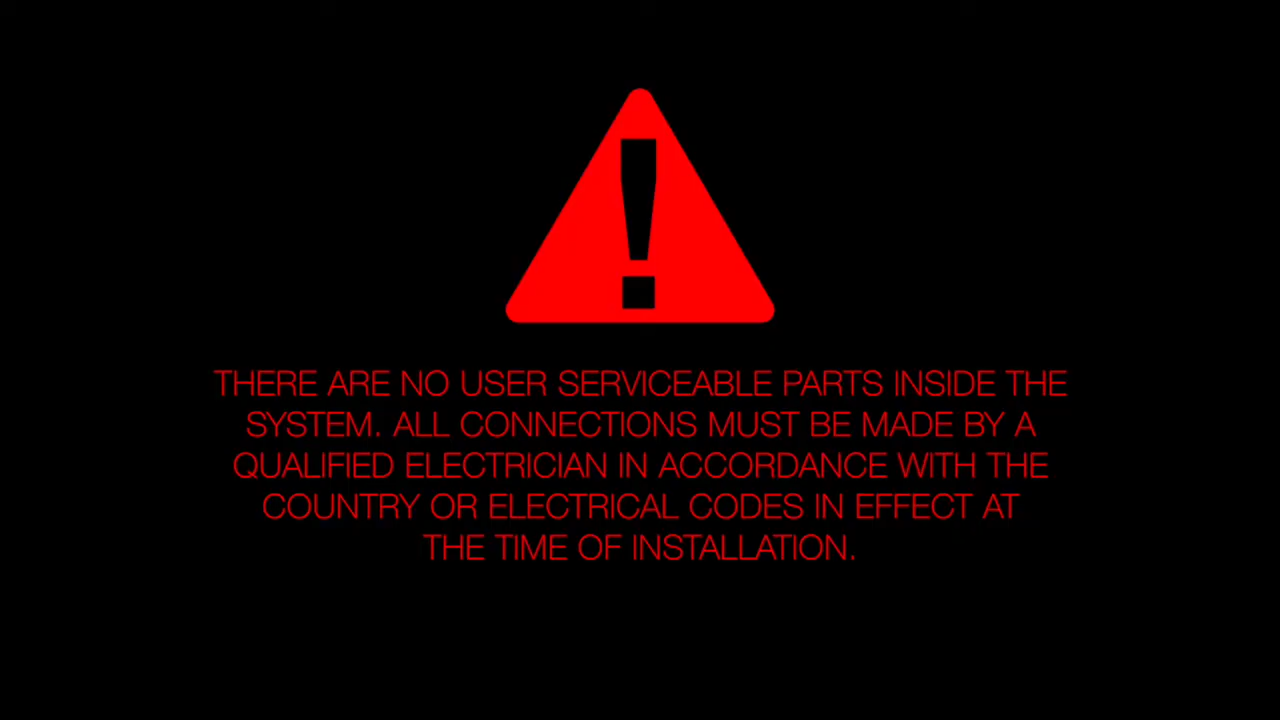 THERE ARE NO USER SERVICEABLE PARTS INSIDE THE
SYSTEM. ALL CONNECTIONS MUST BE MADE BY A
QUALIFIED ELECTRICIAN IN ACCORDANCE WITH THE
COUNTRY OR ELECTRICAL CODES IN EFFECT AT
THE TIME OF INSTALLATION.